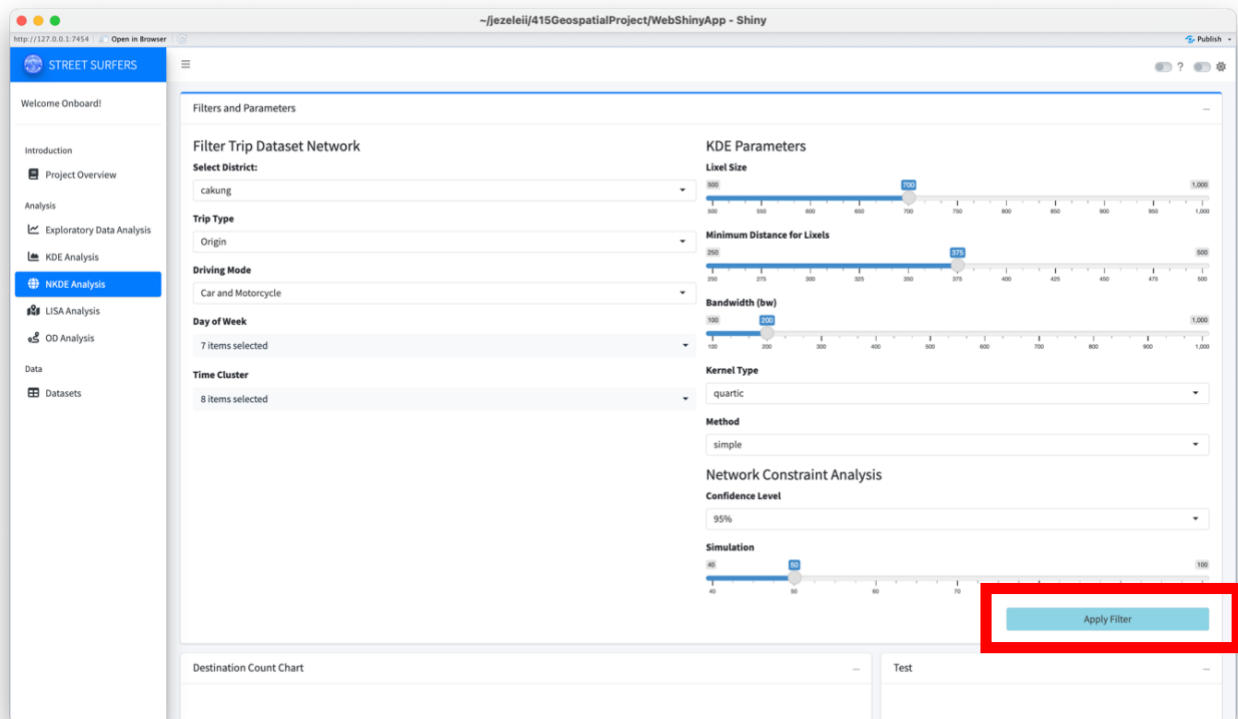 ~/jezeleii/415GeospatialProject/WebShinyApp - Shiny
http://127.0.0.1:7454 Open in Browser
Publish
STREET SURFERS
?
Welcome Onboard!
Introduction
Project Overview
Analysis
Exploratory Data Analysis
KDE Analysis
NKDE Analysis
LISA Analysis
OD Analysis
Data
Datasets
Filters and Parameters
Filter Trip Dataset Network
Select District:
cakung
Trip Type
Origin
Driving Mode
Car and Motorcycle
Day of Week
7 items selected
Time Cluster
8 items selected
KDE Parameters
Lixel Size
500 700 1,000
500 550 600 650 700 750 800 850 900 950 1,000
Minimum Distance for Lixels
250 375 500
250 275 300 325 350 375 400 425 450 475 500
Bandwidth (bw)
100 200 1,000
100 200 300 400 500 600 700 800 900 1,000
Kernel Type
quartic
Method
simple
Network Constraint Analysis
Confidence Level
95%
Simulation
40 50 100
40 50 60 70
Apply Filter
Destination Count Chart
Test